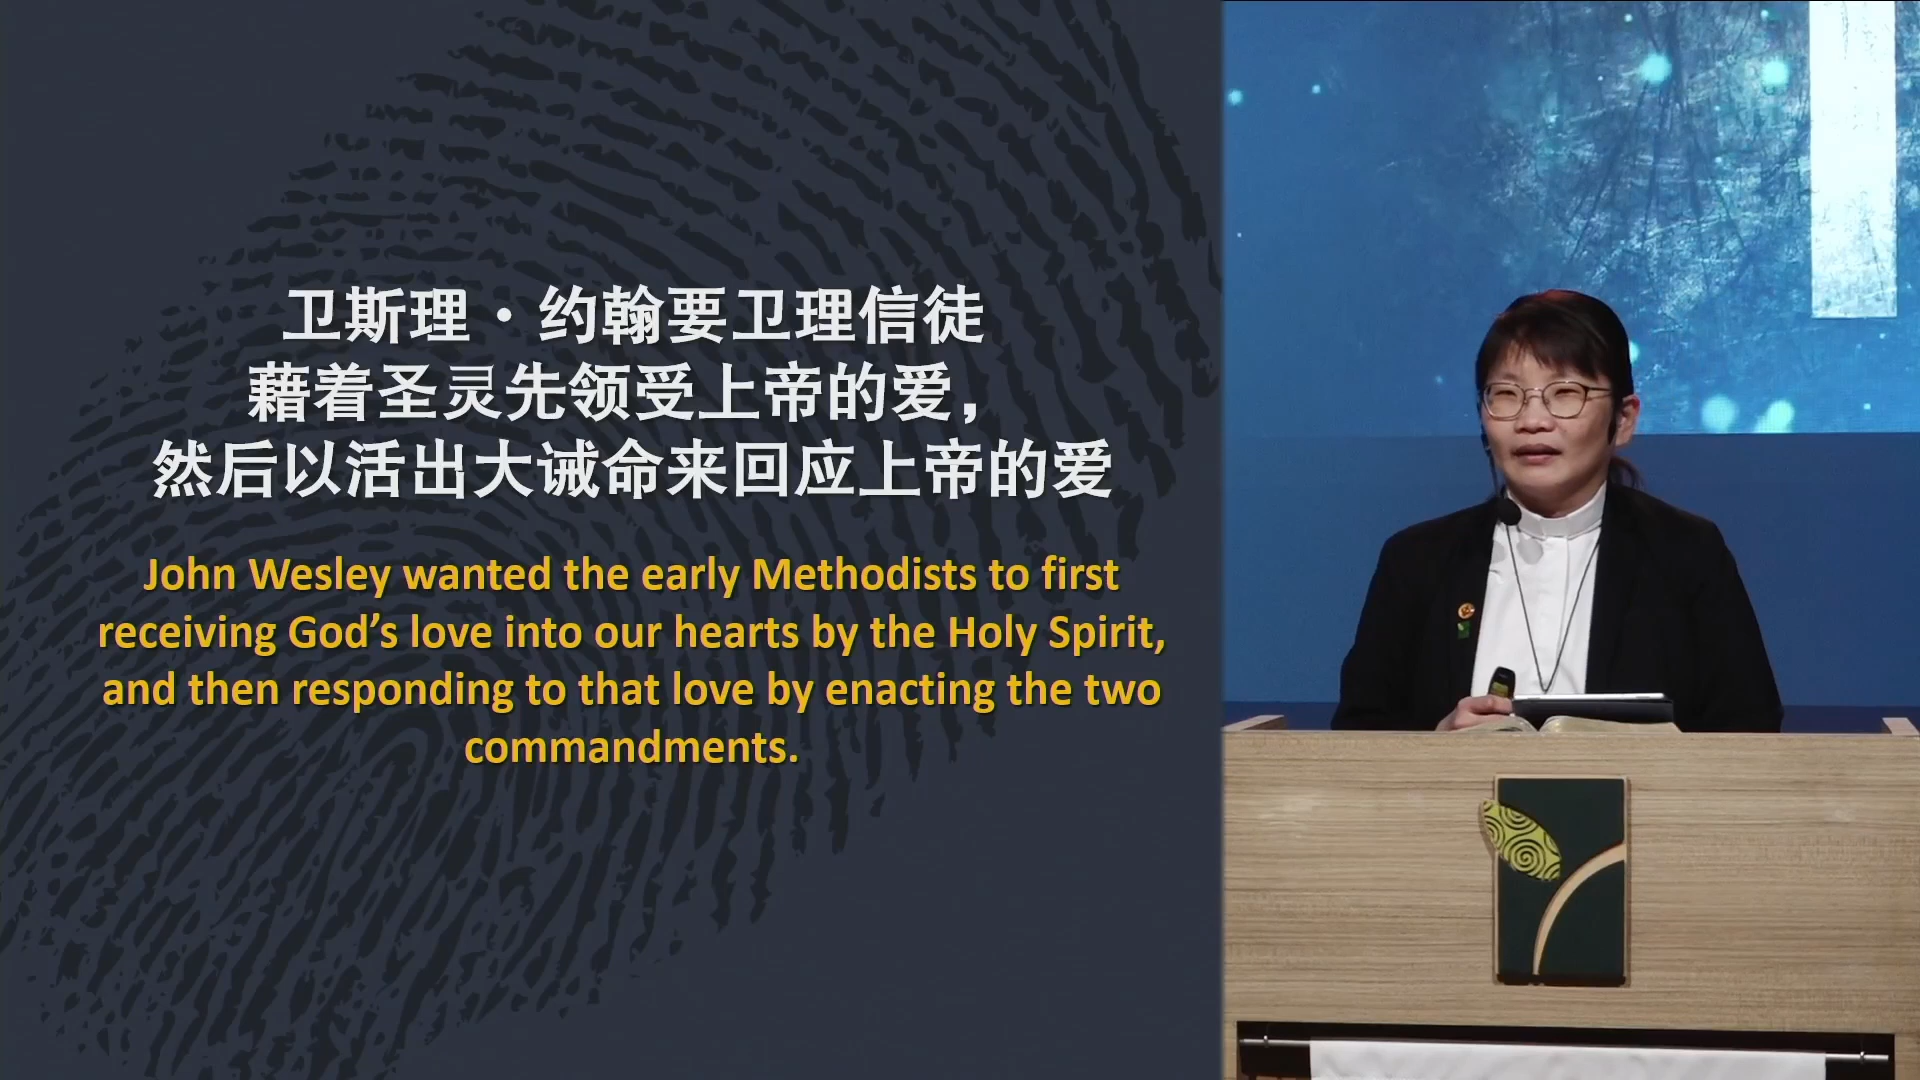 卫斯理·约翰要卫理信徒
藉着圣灵先领受上帝的爱，
然后以活出大诫命来回应上帝的爱
John Wesley wanted the early Methodists to first
receiving God’s love into our hearts by the Holy Spirit,
and then responding to that love by enacting the two
commandments.